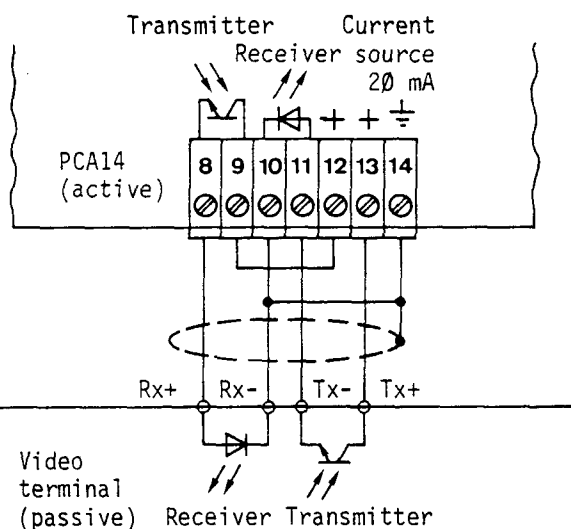 Transmitter Current
Receiver source
20 mA
+ +
PCA14
(active)
8 9 10 11 12 13 14
Rx+ Rx- Tx- Tx+
Video
terminal
(passive) Receiver Transmitter